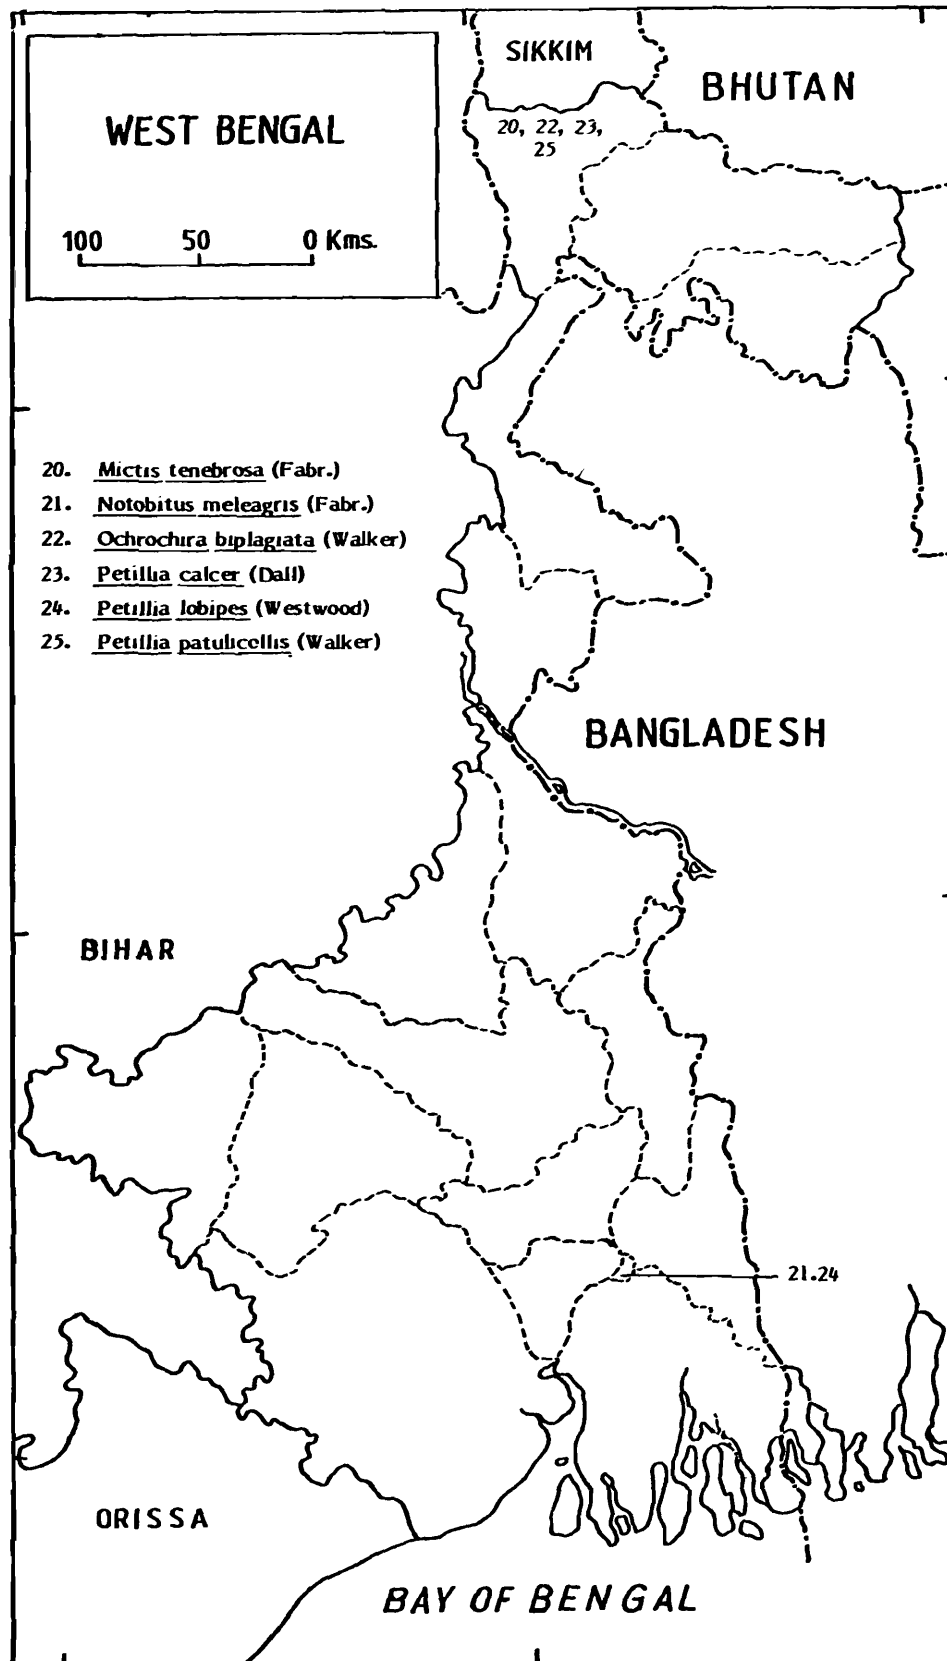 SIKKIM
BHUTAN
WEST BENGAL
20, 22, 23,
25
100 50 0 Kms.
20. Mictis tenebrosa (Fabr.)
21. Notobitus meleagris (Fabr.)
22. Ochrochira biplagiata (Walker)
23. Petillia calcer (Dall)
24. Petillia lobipes (Westwood)
25. Petillia patulicollis (Walker)
BANGLADESH
BIHAR
21.24
ORISSA
BAY OF BENGAL